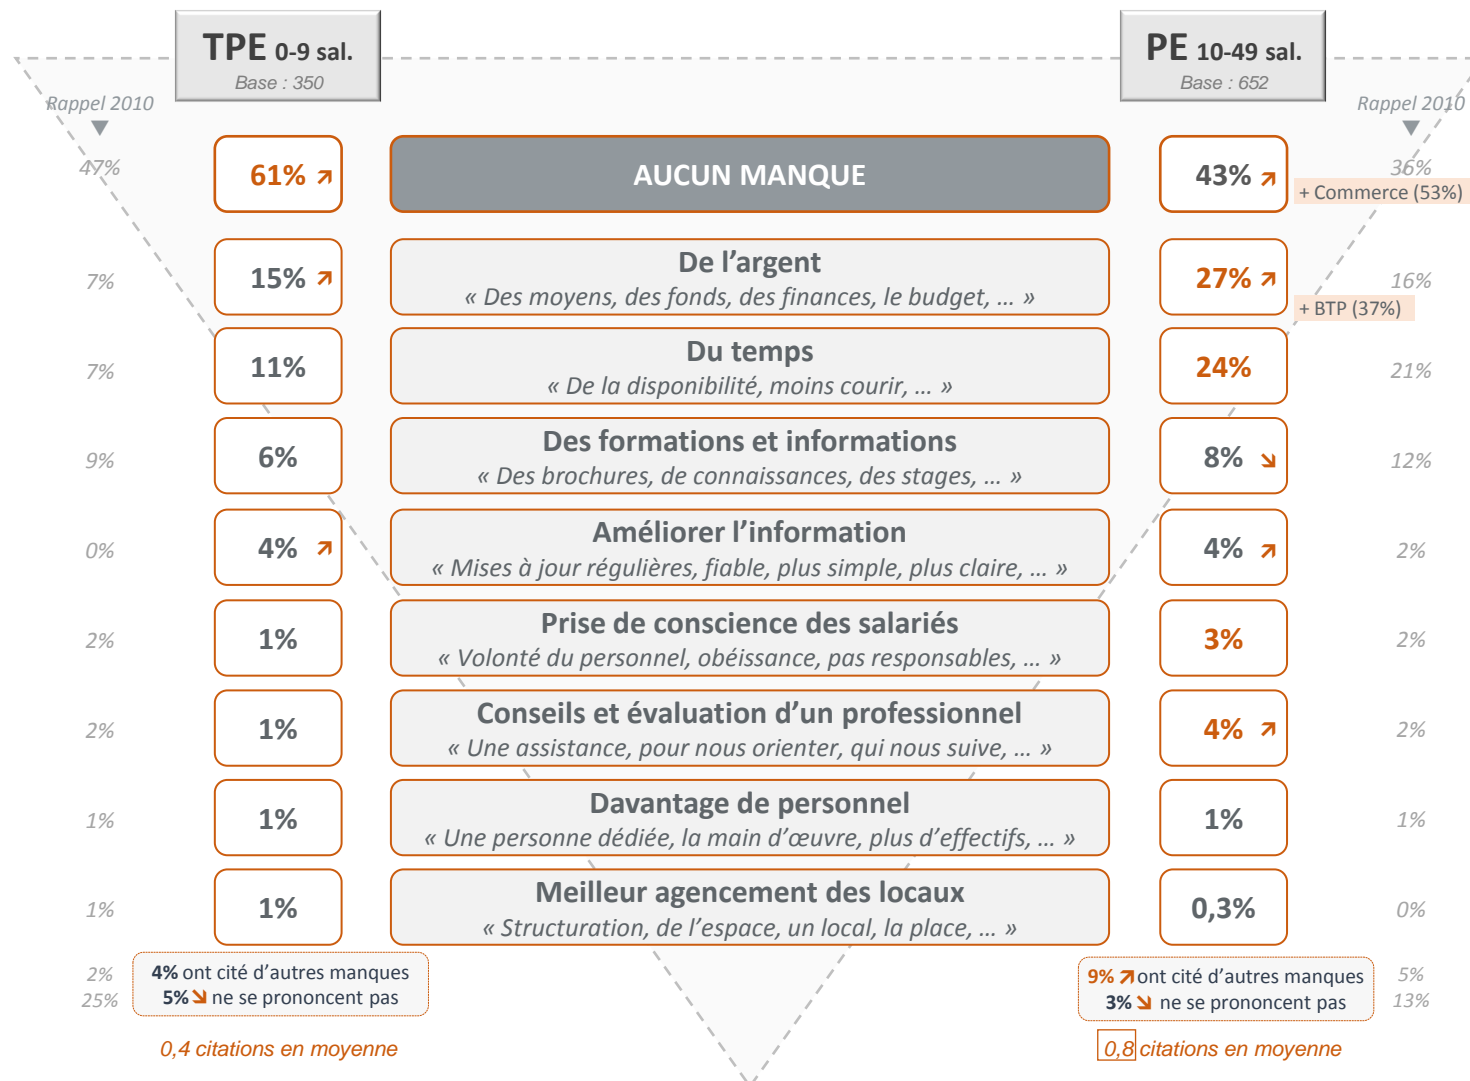 TPE 0-9 sal.
Base : 350
PE 10-49 sal.
Base : 652
Rappel 2010
Rappel 2010
47%
61%
AUCUN MANQUE
43%
36%
+ Commerce (53%)
7%
15%
De l’argent
« Des moyens, des fonds, des finances, le budget, … »
27%
16%
+ BTP (37%)
7%
11%
Du temps
« De la disponibilité, moins courir, … »
24%
21%
9%
6%
Des formations et informations
« Des brochures, de connaissances, des stages, … »
8%
12%
0%
4%
Améliorer l’information
« Mises à jour régulières, fiable, plus simple, plus claire, … »
4%
2%
2%
1%
Prise de conscience des salariés
« Volonté du personnel, obéissance, pas responsables, … »
3%
2%
2%
1%
Conseils et évaluation d’un professionnel
« Une assistance, pour nous orienter, qui nous suive, … »
4%
2%
1%
1%
Davantage de personnel
« Une personne dédiée, la main d’œuvre, plus d’effectifs, … »
1%
1%
1%
1%
Meilleur agencement des locaux
« Structuration, de l’espace, un local, la place, … »
0,3%
0%
2%
4% ont cité d’autres manques
25%
5% ne se prononcent pas
9% ont cité d’autres manques
5%
3% ne se prononcent pas
13%
0,4 citations en moyenne
0,8 citations en moyenne